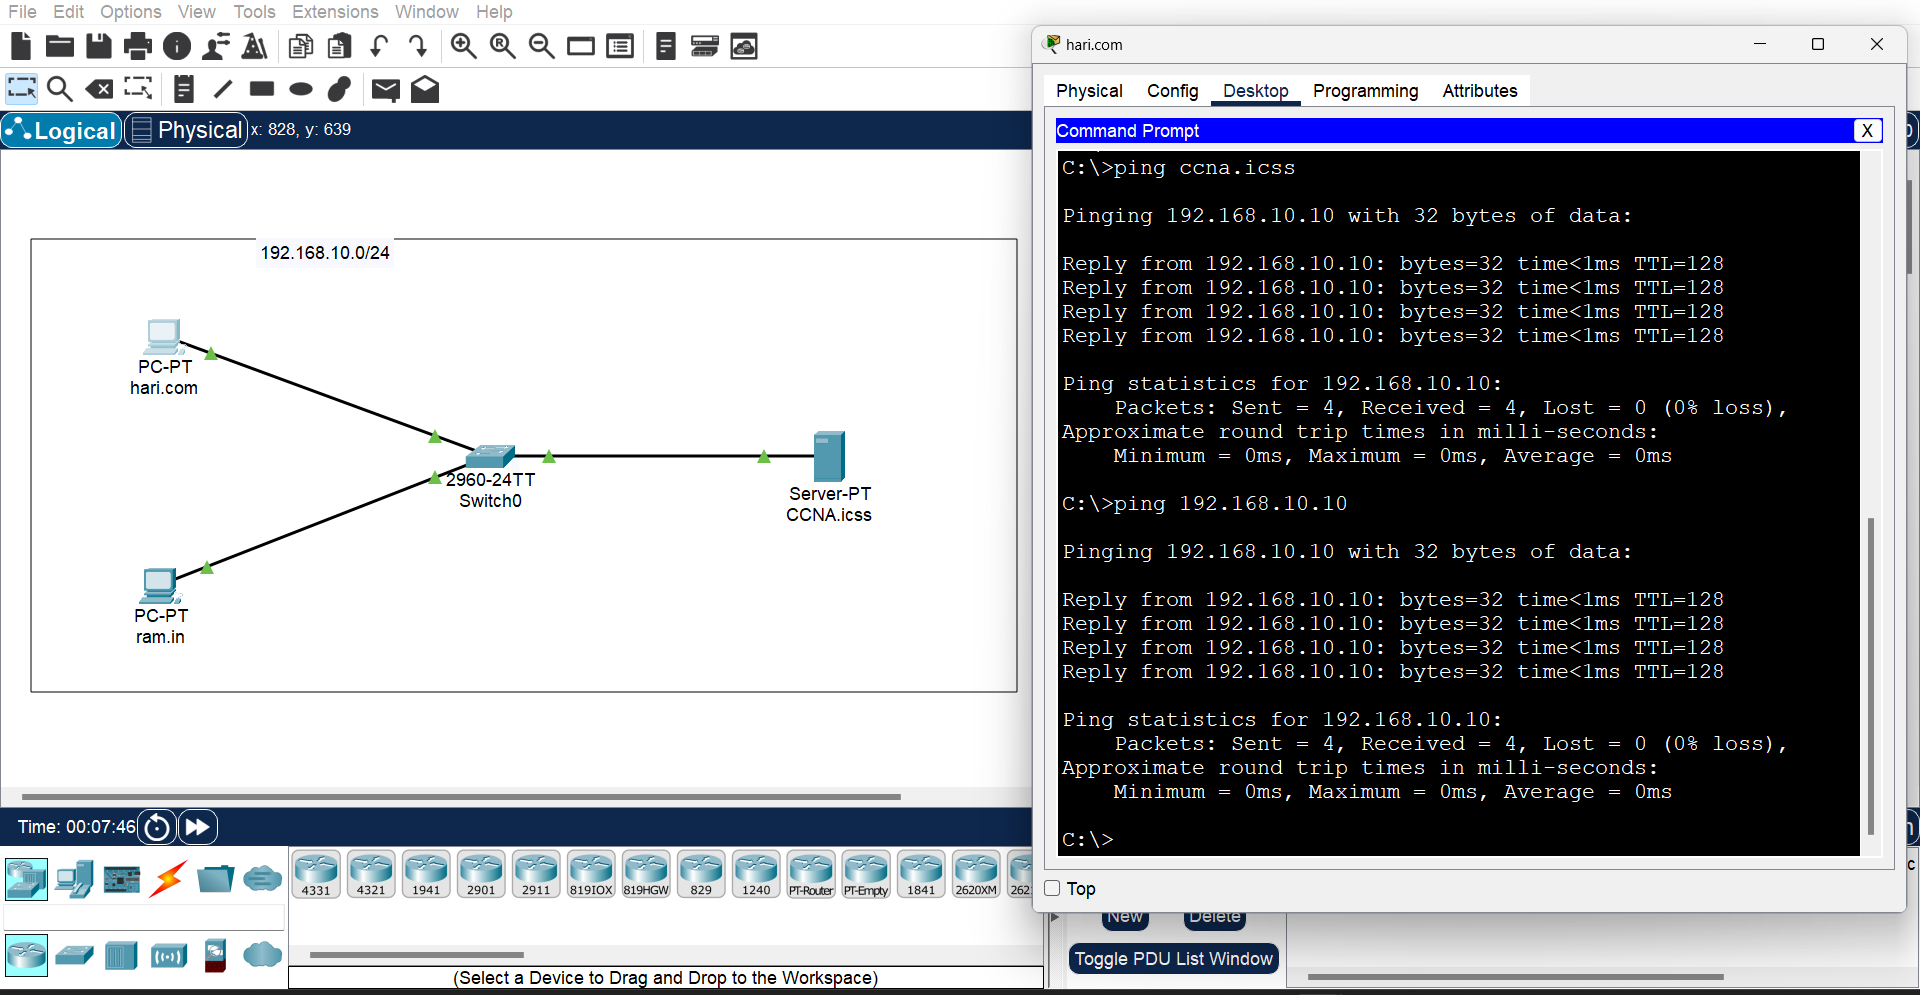 File Edit Options View Tools Extensions Window Help
Logical Physical x: 828, y: 639
192.168.10.0/24
PC-PT
hari.com
2960-24TT
Switch0
Server-PT
CCNA.icss
PC-PT
ram.in
Time: 00:07:46
4331 4321 1941 2901 2911 819IOX 819HGW 829 1240 PT-Router PT-Empty 1841 2620XM 262
(Select a Device to Drag and Drop to the Workspace)
hari.com
Physical Config Desktop Programming Attributes
Command Prompt X
C:\>ping ccna.icss
Pinging 192.168.10.10 with 32 bytes of data:
Reply from 192.168.10.10: bytes=32 time<1ms TTL=128
Reply from 192.168.10.10: bytes=32 time<1ms TTL=128
Reply from 192.168.10.10: bytes=32 time<1ms TTL=128
Reply from 192.168.10.10: bytes=32 time<1ms TTL=128
Ping statistics for 192.168.10.10:
Packets: Sent = 4, Received = 4, Lost = 0 (0% loss),
Approximate round trip times in milli-seconds:
Minimum = 0ms, Maximum = 0ms, Average = 0ms
C:\>ping 192.168.10.10
Pinging 192.168.10.10 with 32 bytes of data:
Reply from 192.168.10.10: bytes=32 time<1ms TTL=128
Reply from 192.168.10.10: bytes=32 time<1ms TTL=128
Reply from 192.168.10.10: bytes=32 time<1ms TTL=128
Reply from 192.168.10.10: bytes=32 time<1ms TTL=128
Ping statistics for 192.168.10.10:
Packets: Sent = 4, Received = 4, Lost = 0 (0% loss),
Approximate round trip times in milli-seconds:
Minimum = 0ms, Maximum = 0ms, Average = 0ms
C:\>
Top
New Delete
Toggle PDU List Window